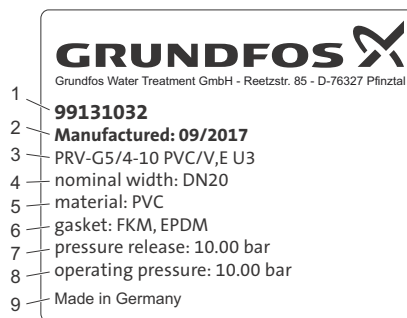 GRUNDFOS
Grundfos Water Treatment GmbH - Reetzstr. 85 - D-76327 Pfinztal
1 99131032
2 Manufactured: 09/2017
3 PRV-G5/4-10 PVC/V,E U3
4 nominal width: DN20
5 material: PVC
6 gasket: FKM, EPDM
7 pressure release: 10.00 bar
8 operating pressure: 10.00 bar
9 Made in Germany